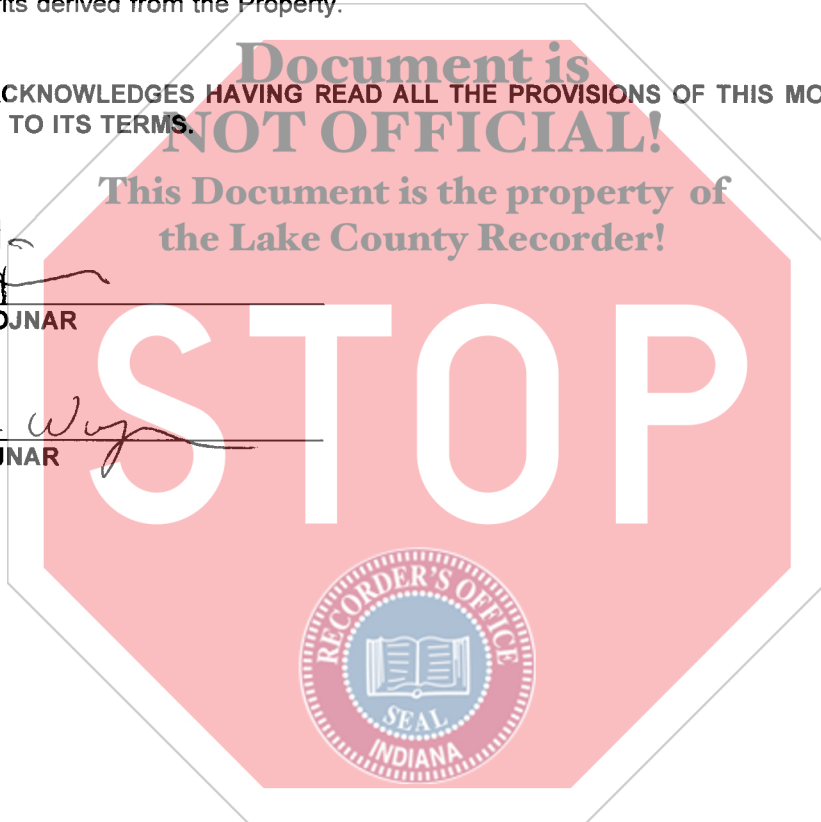 its derived from the Property.
Document is
CKNOWLEDGES HAVING READ ALL THE PROVISIONS OF THIS MO
TO ITS TERMS.
NOT OFFICIAL!
This Document is the property of
the Lake County Recorder!
OJNAR
STOP
JNAR
RECORDER'S OFFICE
SEAL
INDIANA